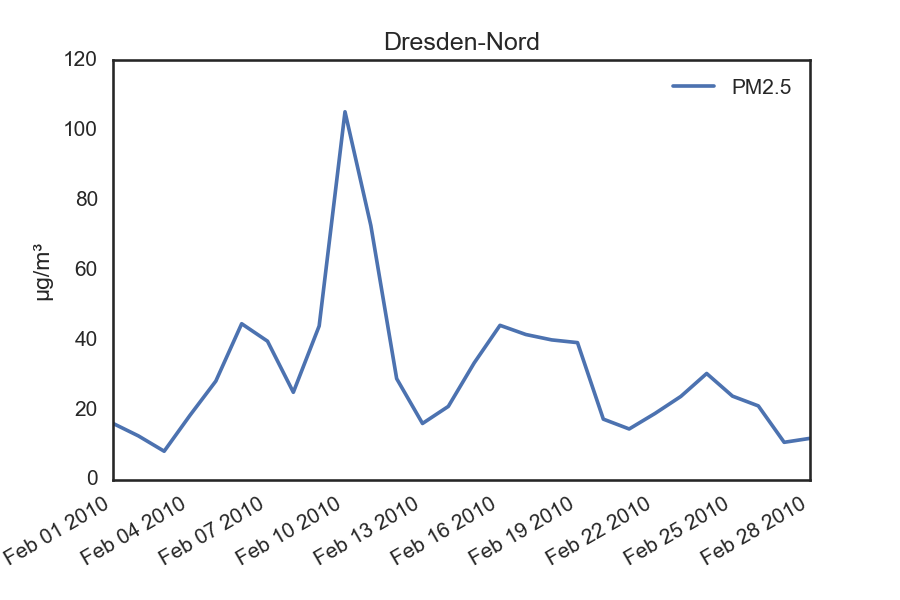 Dresden-Nord
120
100
80
60
40
20
0
µg/m³
PM2.5
Feb 01 2010
Feb 04 2010
Feb 07 2010
Feb 10 2010
Feb 13 2010
Feb 16 2010
Feb 19 2010
Feb 22 2010
Feb 25 2010
Feb 28 2010